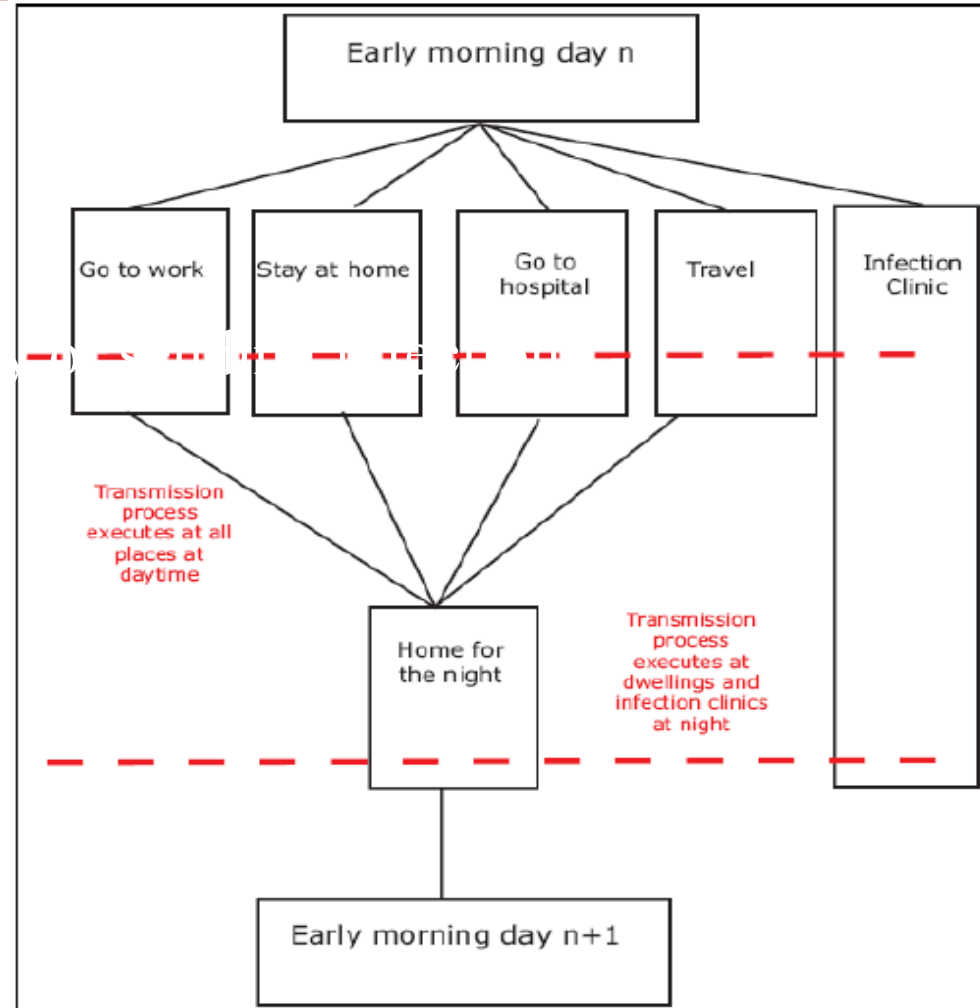 Early morning day n
Go to work
Stay at home
Go to
hospital
Travel
Infection
Clinic
Transmission
process
executes at all
places at
daytime
Home for
the night
Transmission
process
executes at
dwellings and
infection clinics
at night
Early morning day n+1